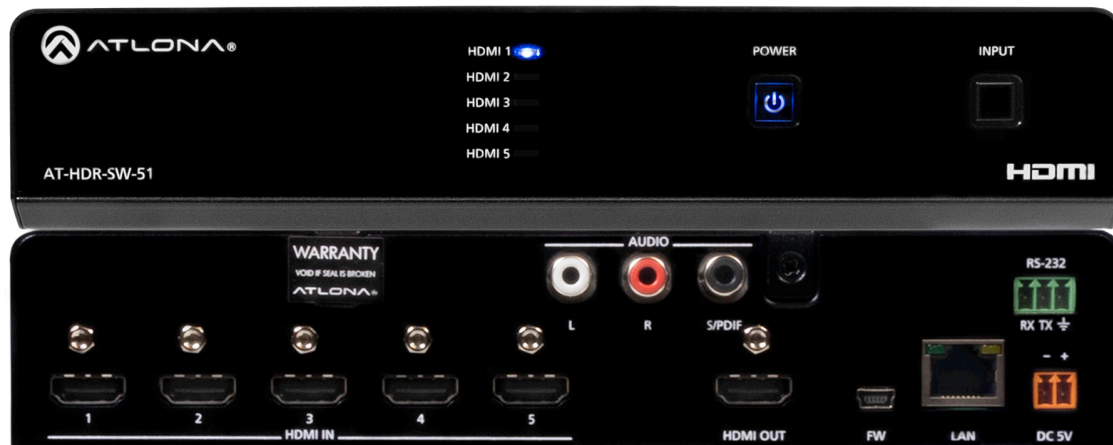 ATLONA®
HDMI 1
HDMI 2
HDMI 3
HDMI 4
HDMI 5
POWER
INPUT
AT-HDR-SW-51
HDMI
WARRANTY
VOID IF SEAL IS BROKEN
ATLONA®
AUDIO
L
R
S/PDIF
RS-232
RX TX
- +
1
2
3
4
5
HDMI IN
HDMI OUT
FW
LAN
DC 5V